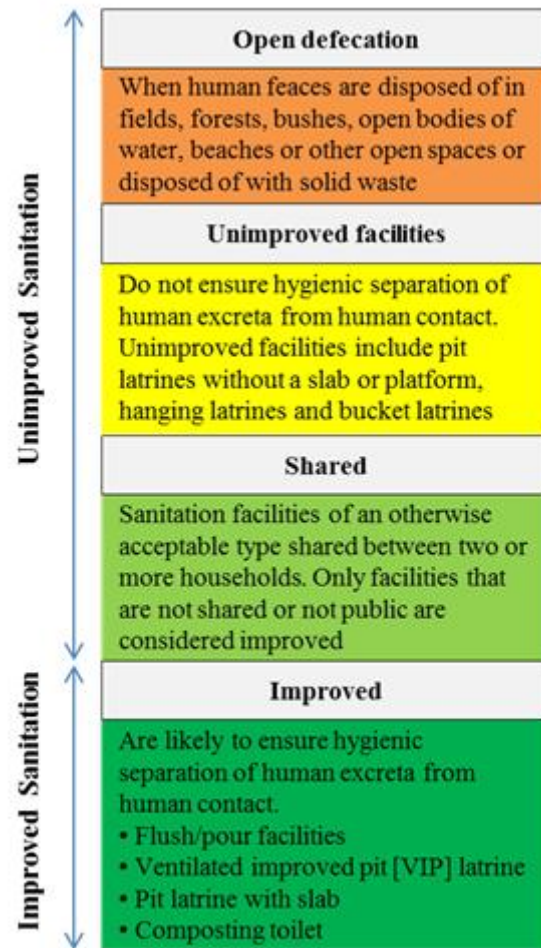 Open defecation
When human feaces are disposed of in
fields, forests, bushes, open bodies of
water, beaches or other open spaces or
disposed of with solid waste
Unimproved facilities
Do not ensure hygienic separation of
human excreta from human contact.
Unimproved facilities include pit
latrines without a slab or platform,
hanging latrines and bucket latrines
Shared
Sanitation facilities of an otherwise
acceptable type shared between two or
more households. Only facilities that
are not shared or not public are
considered improved
Unimproved Sanitation
Improved
Are likely to ensure hygienic
separation of human excreta from
human contact.
• Flush/pour facilities
• Ventilated improved pit [VIP] latrine
• Pit latrine with slab
• Composting toilet
Improved Sanitation